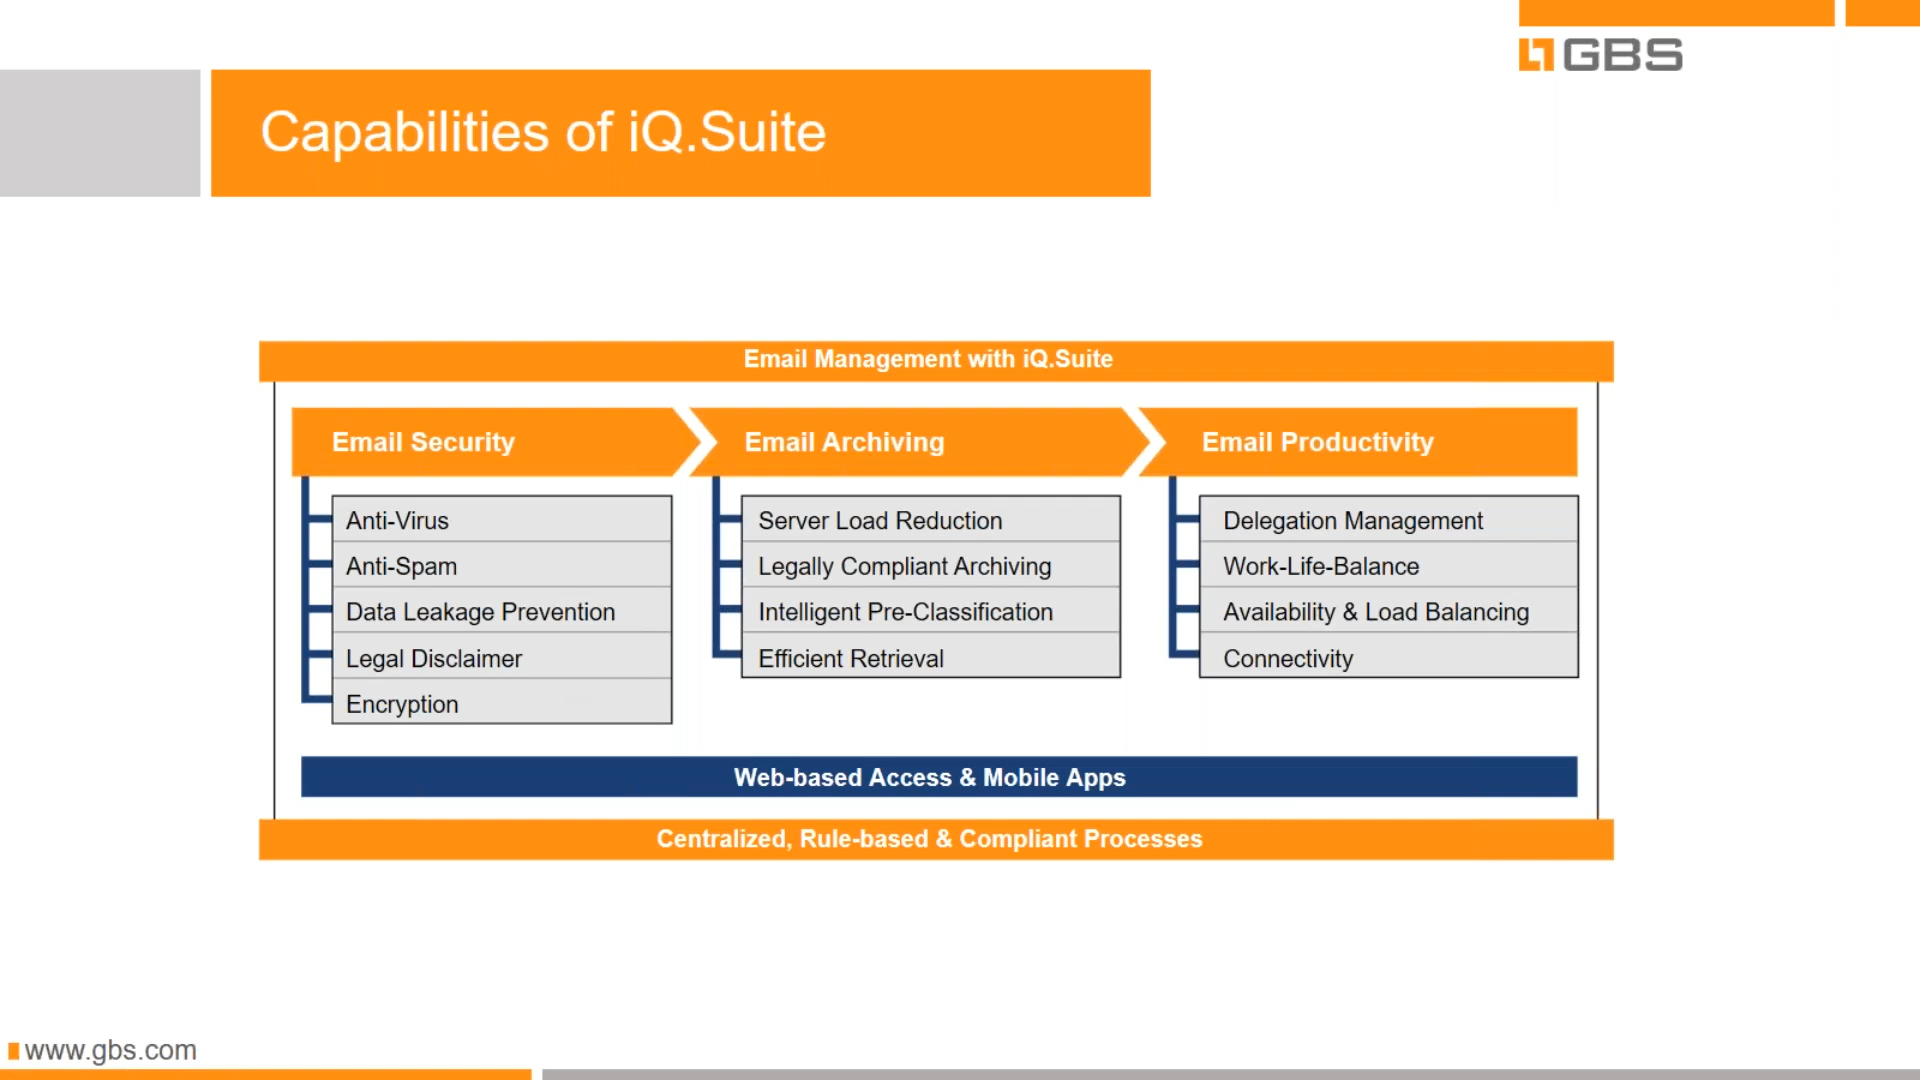 GBS
Capabilities of iQ.Suite
Email Management with iQ.Suite
Email Security
Anti-Virus
Anti-Spam
Data Leakage Prevention
Legal Disclaimer
Encryption
Email Archiving
Server Load Reduction
Legally Compliant Archiving
Intelligent Pre-Classification
Efficient Retrieval
Email Productivity
Delegation Management
Work-Life-Balance
Availability & Load Balancing
Connectivity
Web-based Access & Mobile Apps
Centralized, Rule-based & Compliant Processes
www.gbs.com